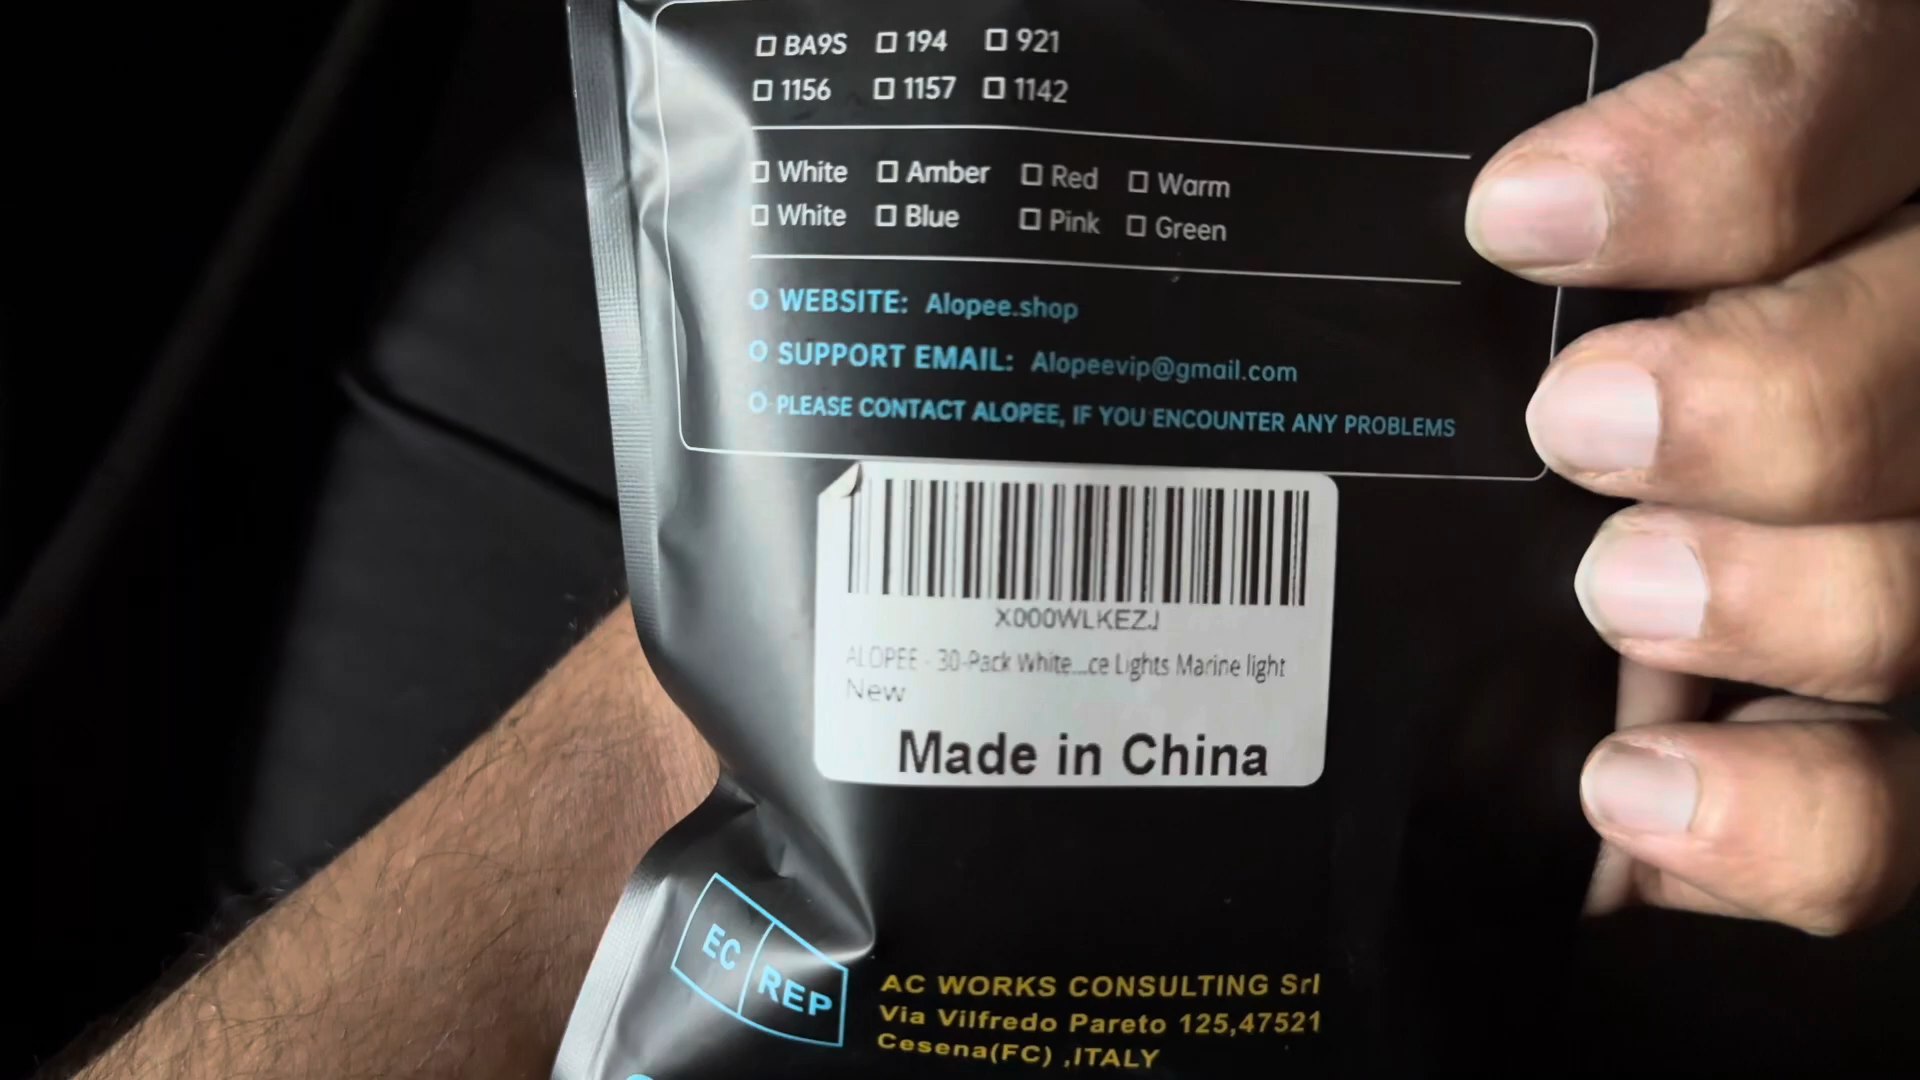 BA9S 194 921
1156 1157 1142
White Amber Red Warm
White Blue Pink Green
WEBSITE: Alopee.shop
SUPPORT EMAIL: Alopeevip@gmail.com
PLEASE CONTACT ALOPEE, IF YOU ENCOUNTER ANY PROBLEMS
X000WLKEZJ
ALOPEE - 30-Pack White...ce Lights Marine light
New
Made in China
EC REP
AC WORKS CONSULTING Srl
Via Vilfredo Pareto 125,47521
Cesena(FC) ,ITALY